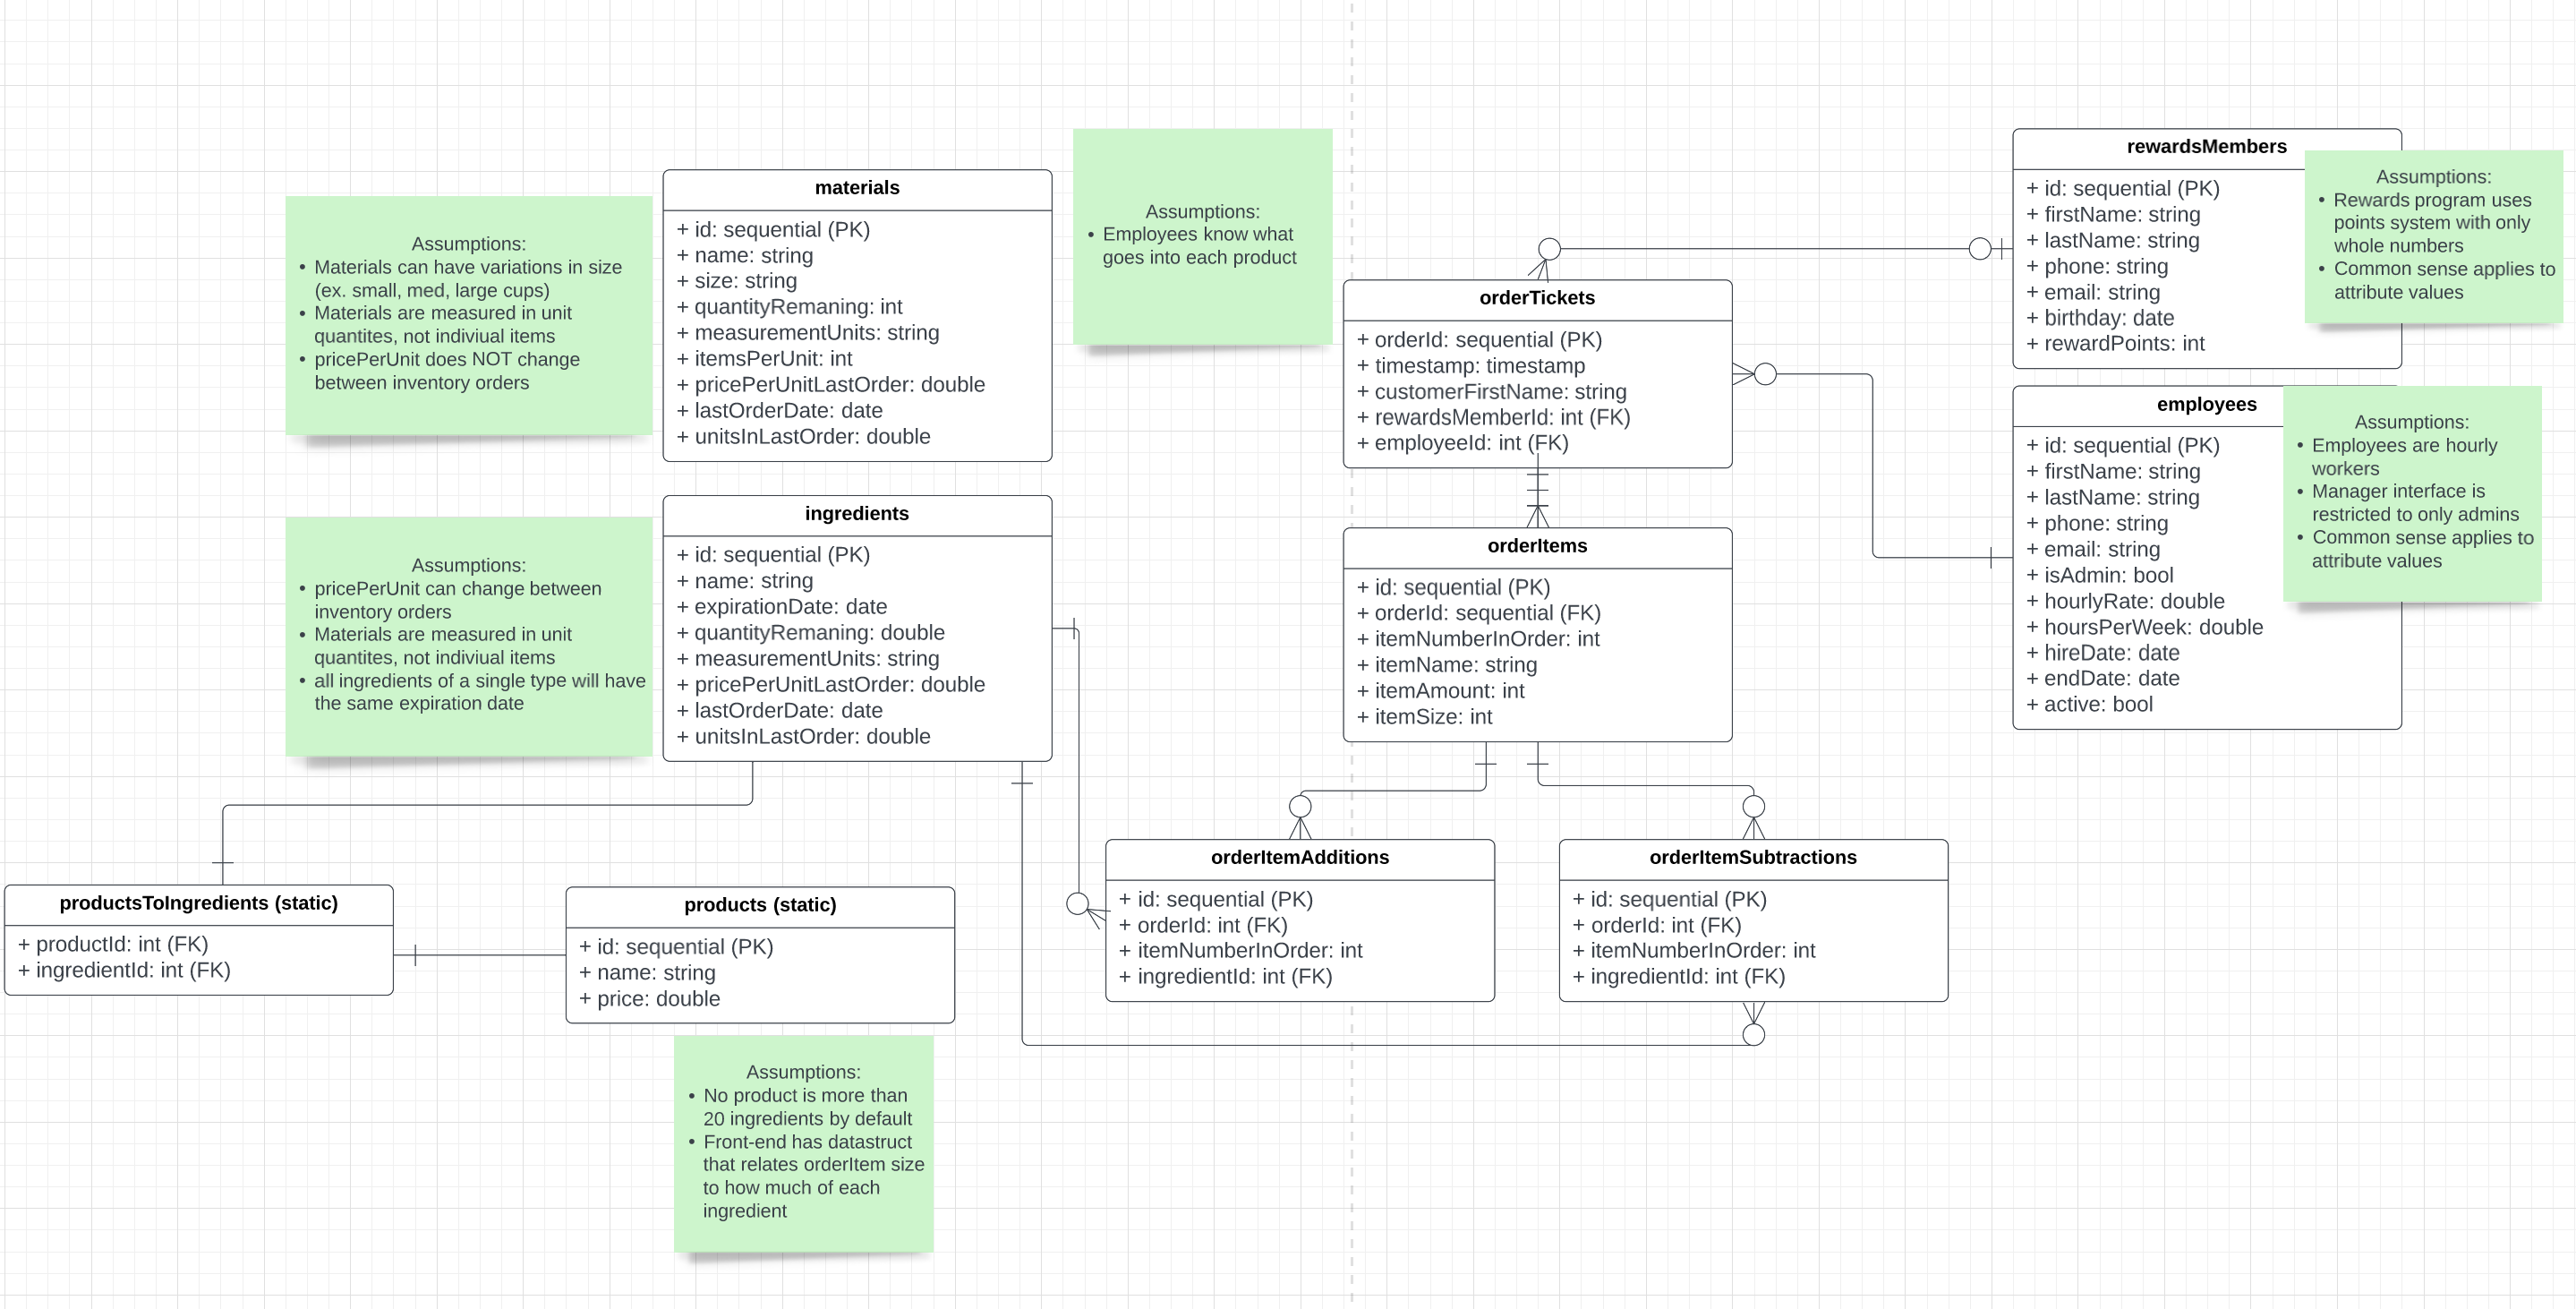 Assumptions:
• Materials can have variations in size
(ex. small, med, large cups)
• Materials are measured in unit
quantites, not indiviual items
• pricePerUnit does NOT change
between inventory orders
materials
+ id: sequential (PK)
+ name: string
+ size: string
+ quantityRemaning: int
+ measurementUnits: string
+ itemsPerUnit: int
+ pricePerUnitLastOrder: double
+ lastOrderDate: date
+ unitsInLastOrder: double
Assumptions:
• Employees know what
goes into each product
orderTickets
+ orderId: sequential (PK)
+ timestamp: timestamp
+ customerFirstName: string
+ rewardsMemberId: int (FK)
+ employeeId: int (FK)
rewardsMembers
+ id: sequential (PK)
+ firstName: string
+ lastName: string
+ phone: string
+ email: string
+ birthday: date
+ rewardPoints: int
Assumptions:
• Rewards program uses
points system with only
whole numbers
• Common sense applies to
attribute values
employees
+ id: sequential (PK)
+ firstName: string
+ lastName: string
+ phone: string
+ email: string
+ isAdmin: bool
+ hourlyRate: double
+ hoursPerWeek: double
+ hireDate: date
+ endDate: date
+ active: bool
Assumptions:
• Employees are hourly
workers
• Manager interface is
restricted to only admins
• Common sense applies to
attribute values
Assumptions:
• pricePerUnit can change between
inventory orders
• Materials are measured in unit
quantites, not indiviual items
• all ingredients of a single type will have
the same expiration date
ingredients
+ id: sequential (PK)
+ name: string
+ expirationDate: date
+ quantityRemaning: double
+ measurementUnits: string
+ pricePerUnitLastOrder: double
+ lastOrderDate: date
+ unitsInLastOrder: double
orderItems
+ id: sequential (PK)
+ orderId: sequential (FK)
+ itemNumberInOrder: int
+ itemName: string
+ itemAmount: int
+ itemSize: int
productsToIngredients (static)
+ productId: int (FK)
+ ingredientId: int (FK)
products (static)
+ id: sequential (PK)
+ name: string
+ price: double
orderItemAdditions
+ id: sequential (PK)
+ orderId: int (FK)
+ itemNumberInOrder: int
+ ingredientId: int (FK)
orderItemSubtractions
+ id: sequential (PK)
+ orderId: int (FK)
+ itemNumberInOrder: int
+ ingredientId: int (FK)
Assumptions:
• No product is more than
20 ingredients by default
• Front-end has datastruct
that relates orderItem size
to how much of each
ingredient